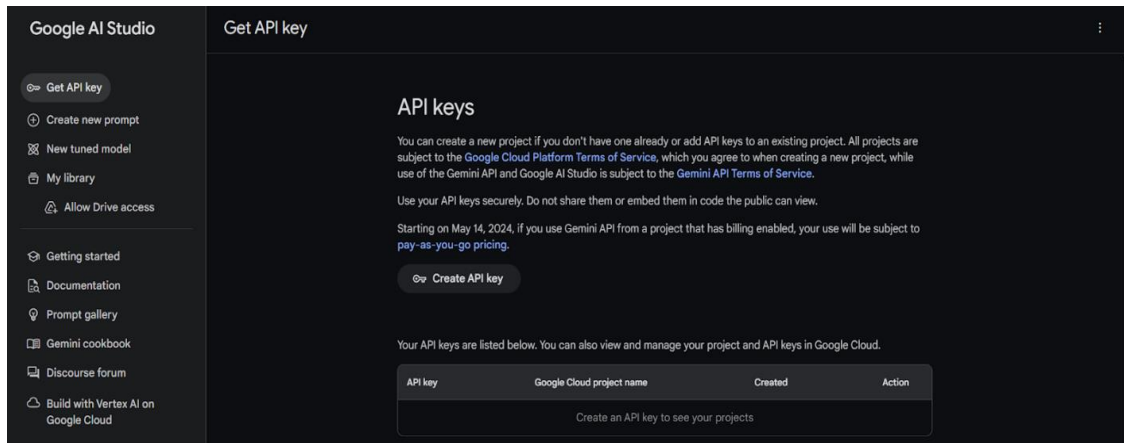 Google AI Studio
Get API key
Get API key
Create new prompt
New tuned model
My library
Allow Drive access
Getting started
Documentation
Prompt gallery
Gemini cookbook
Discourse forum
Build with Vertex AI on
Google Cloud
API keys
You can create a new project if you don't have one already or add API keys to an existing project. All projects are
subject to the Google Cloud Platform Terms of Service, which you agree to when creating a new project, while
use of the Gemini API and Google AI Studio is subject to the Gemini API Terms of Service.
Use your API keys securely. Do not share them or embed them in code the public can view.
Starting on May 14, 2024, if you use Gemini API from a project that has billing enabled, your use will be subject to
pay-as-you-go pricing.
Create API key
Your API keys are listed below. You can also view and manage your project and API keys in Google Cloud.
API key Google Cloud project name Created Action
Create an API key to see your projects